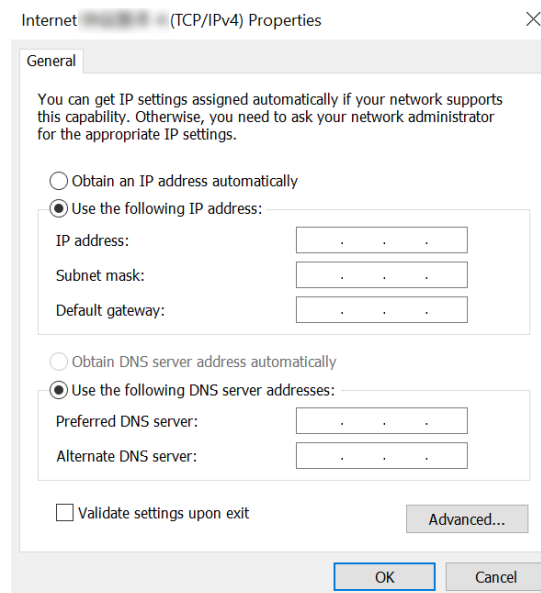 Internet (TCP/IPv4) Properties
General
You can get IP settings assigned automatically if your network supports
this capability. Otherwise, you need to ask your network administrator
for the appropriate IP settings.
Obtain an IP address automatically
Use the following IP address:
IP address:
Subnet mask:
Default gateway:
Obtain DNS server address automatically
Use the following DNS server addresses:
Preferred DNS server:
Alternate DNS server:
Validate settings upon exit
Advanced...
OK Cancel